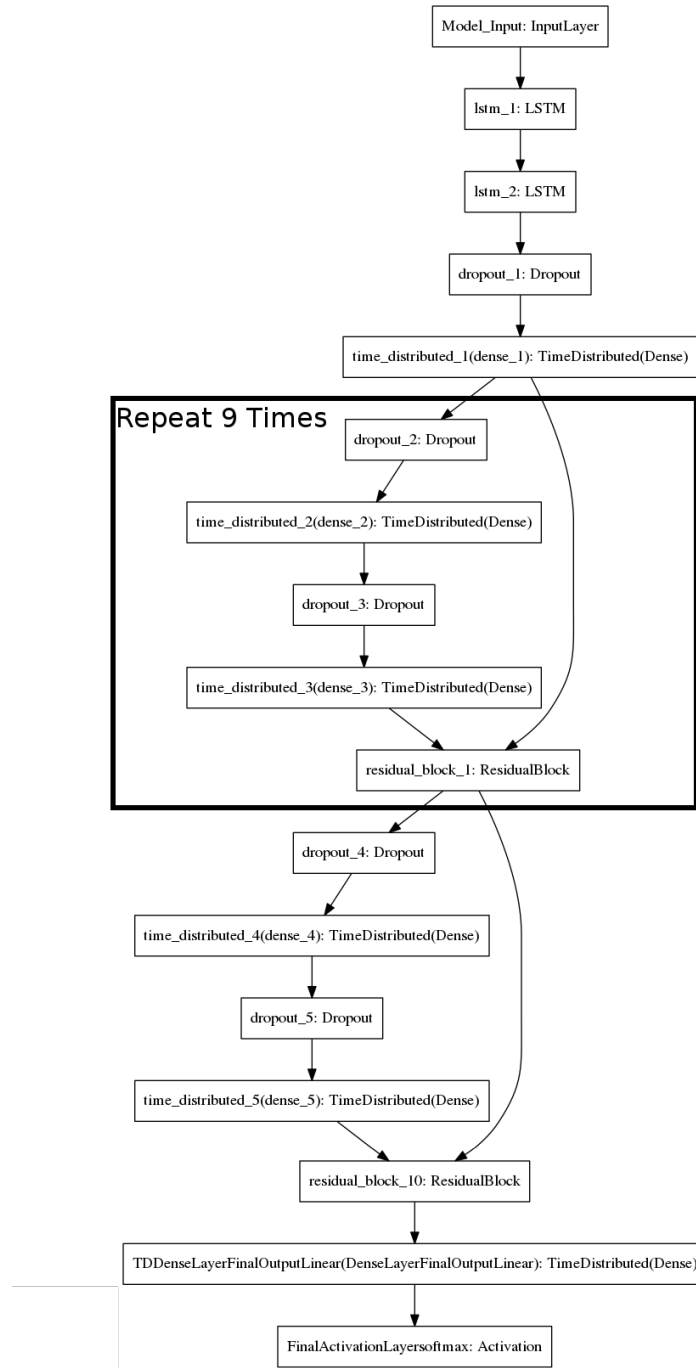 Model_Input: InputLayer
lstm_1: LSTM
lstm_2: LSTM
dropout_1: Dropout
time_distributed_1(dense_1): TimeDistributed(Dense)
Repeat 9 Times
dropout_2: Dropout
time_distributed_2(dense_2): TimeDistributed(Dense)
dropout_3: Dropout
time_distributed_3(dense_3): TimeDistributed(Dense)
residual_block_1: ResidualBlock
dropout_4: Dropout
time_distributed_4(dense_4): TimeDistributed(Dense)
dropout_5: Dropout
time_distributed_5(dense_5): TimeDistributed(Dense)
residual_block_10: ResidualBlock
TDDenseLayerFinalOutputLinear(DenseLayerFinalOutputLinear): TimeDistributed(Dense)
FinalActivationLayersoftmax: Activation